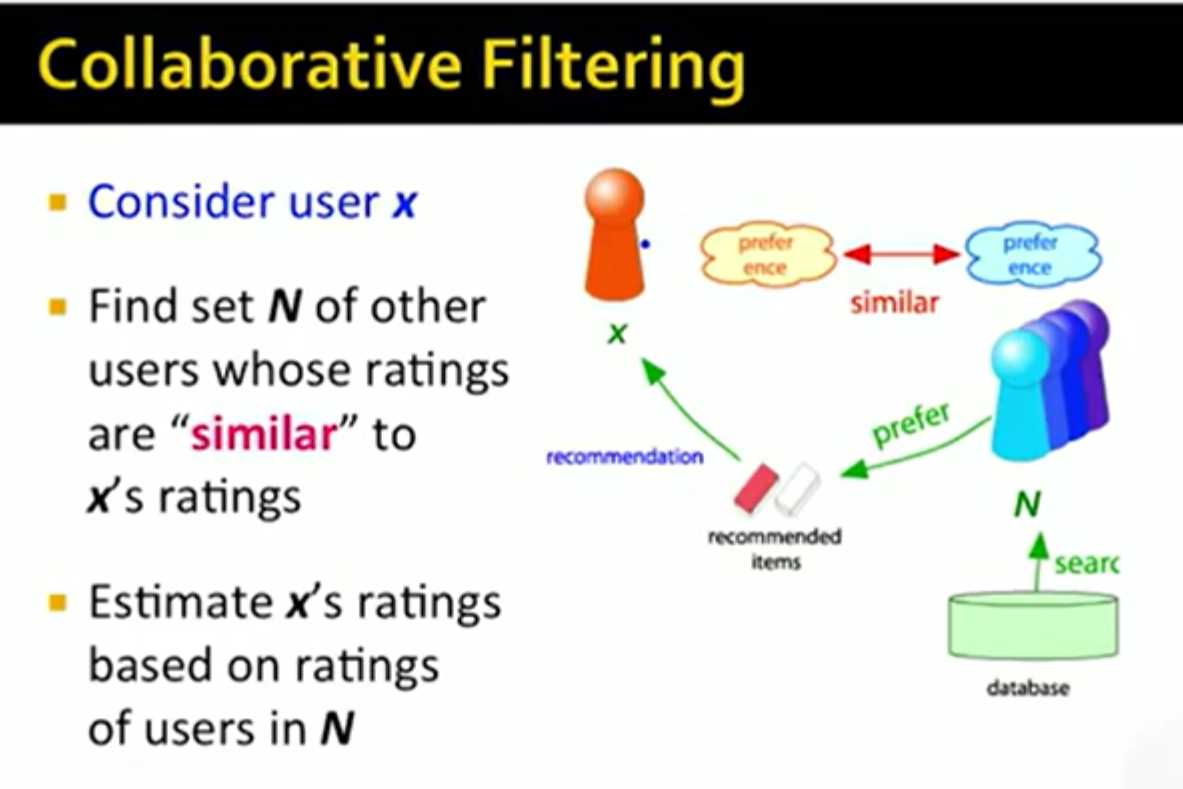 Collaborative Filtering
Consider user x
Find set N of other
users whose ratings
are “similar” to
x’s ratings
Estimate x’s ratings
based on ratings
of users in N
prefer
ence
prefer
ence
similar
x
prefer
recommendation
N
recommended
items
searc
database